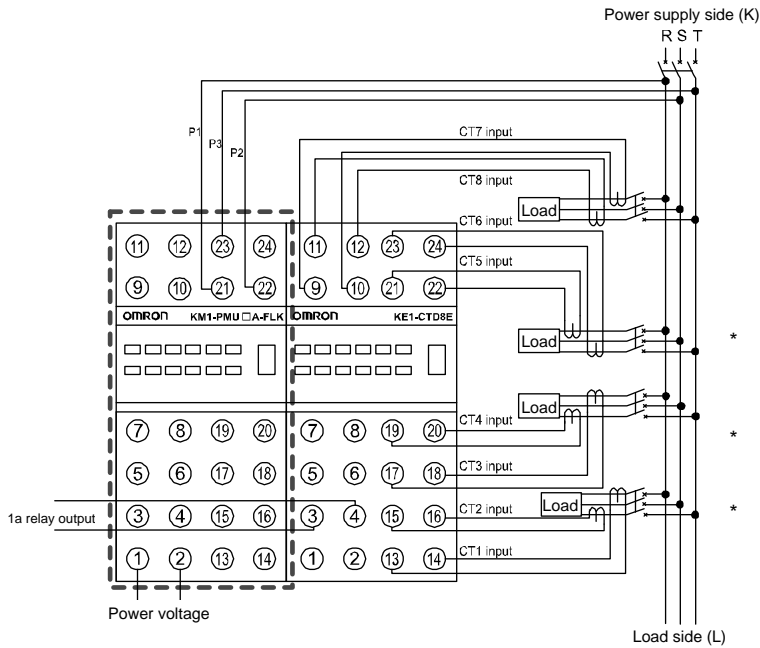 Power supply side (K)
R S T
P1
P3
P2
CT7 input
CT8 input
Load
CT6 input
CT5 input
11 12 23 24 11 12 23 24
9 10 21 22 9 10 21 22
OMRON KM1-PMU□A-FLK OMRON KE1-CTD8E
Load
*
Load
CT4 input
*
7 8 19 20 7 8 19 20
CT3 input
5 6 17 18 5 6 17 18
Load
*
CT2 input
1a relay output
3 4 15 16 3 4 15 16
CT1 input
1 2 13 14 1 2 13 14
Power voltage
Load side (L)